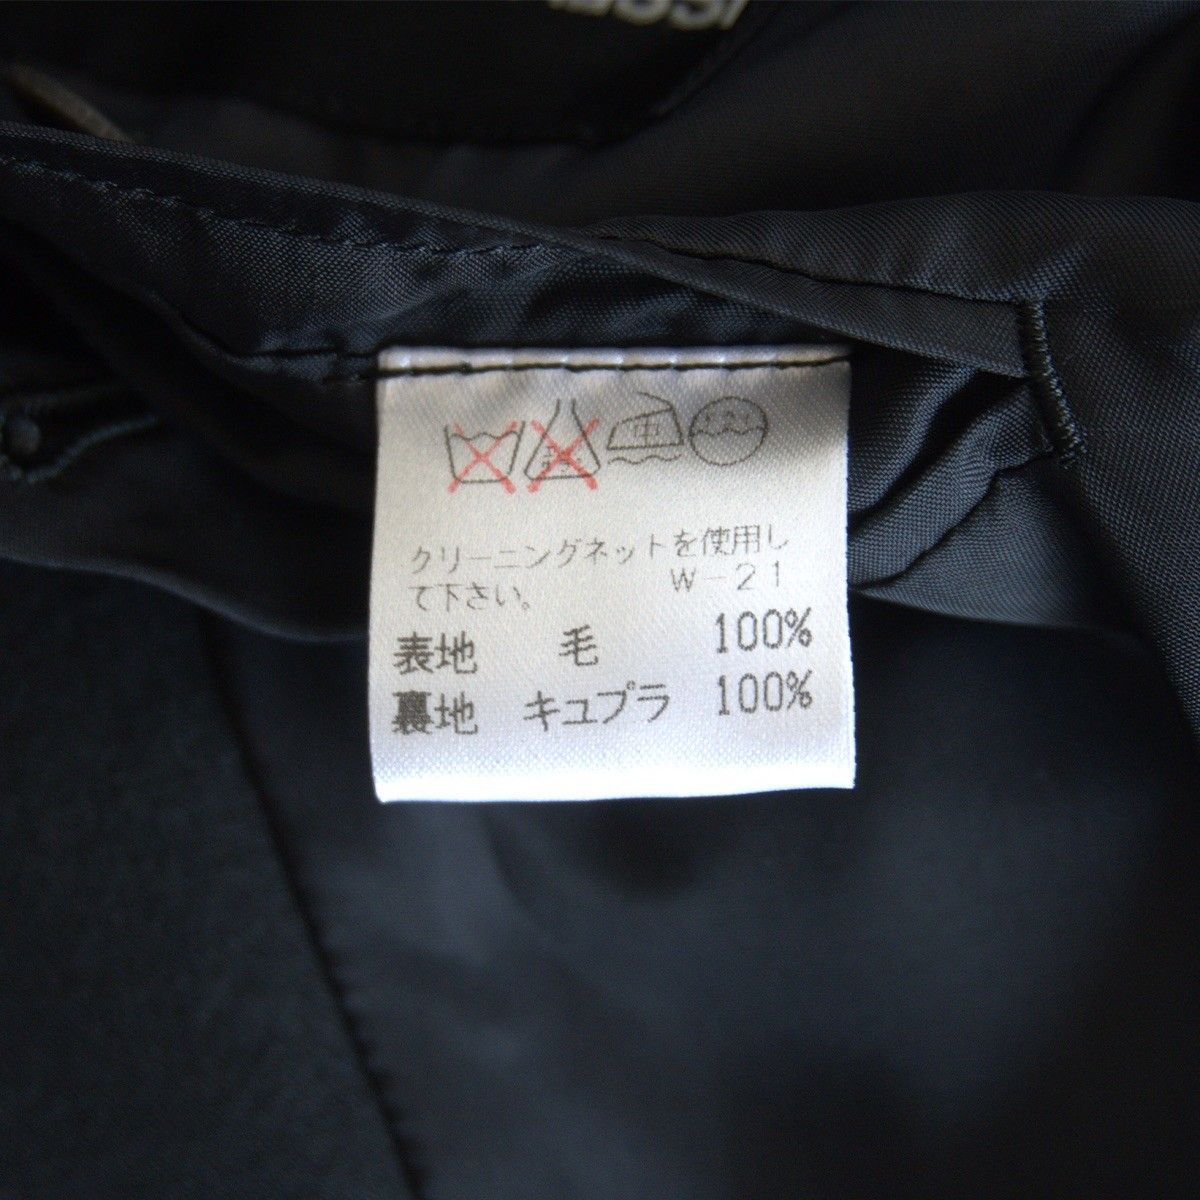 クリーニングネットを使用し
て下さい。 W－21
表地 毛 100%
裏地 キュプラ 100%